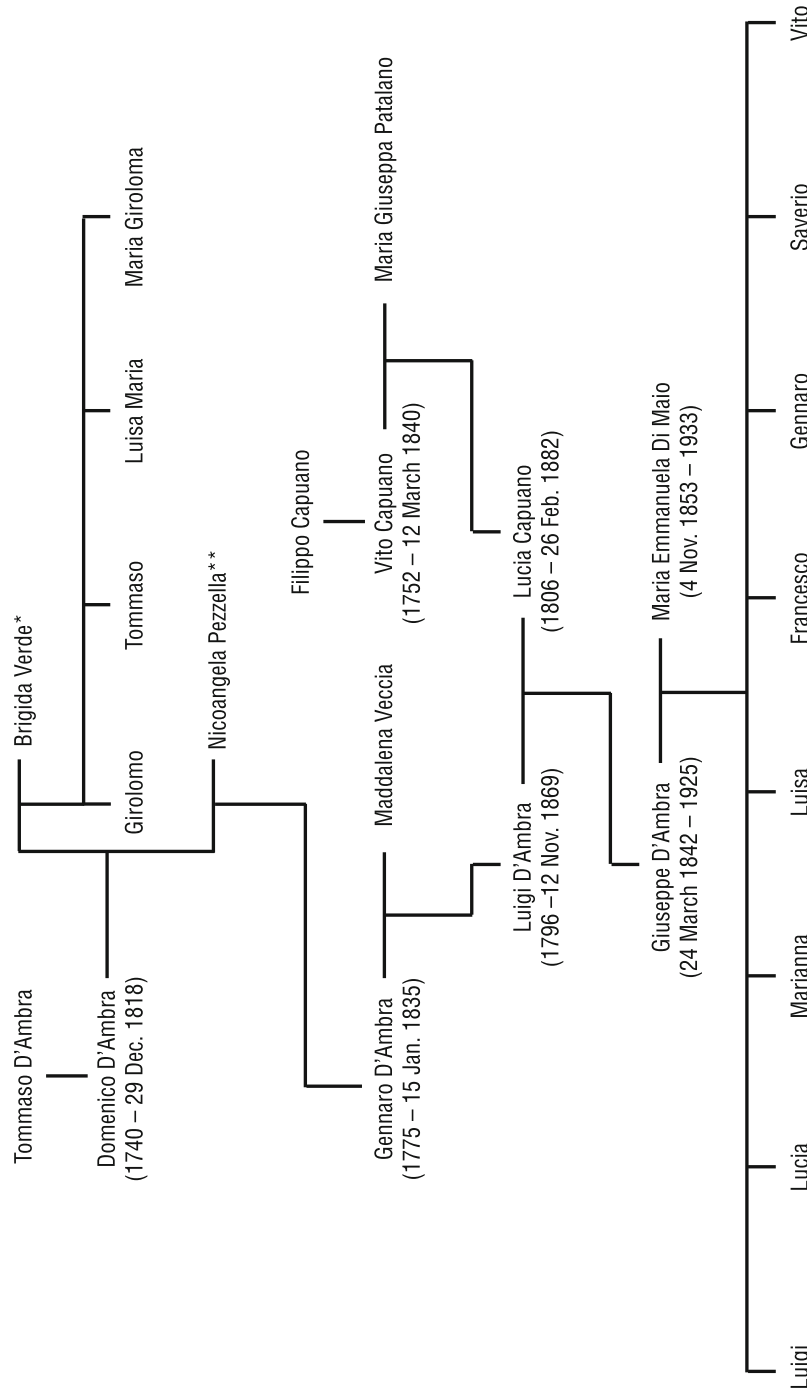 Tommaso D'Ambra
Brigida Verde*
Domenico D'Ambra
(1740 – 29 Dec. 1818)
Girolomo
Tommaso
Luisa Maria
Maria Giroloma
Nicoangela Pezzella**
Filippo Capuano
Gennaro D'Ambra
(1775 – 15 Jan. 1835)
Maddalena Veccia
Vito Capuano
(1752 – 12 March 1840)
Maria Giuseppa Patalano
Luigi D'Ambra
(1796 –12 Nov. 1869)
Lucia Capuano
(1806 – 26 Feb. 1882)
Giuseppe D'Ambra
(24 March 1842 – 1925)
Maria Emmanuela Di Maio
(4 Nov. 1853 – 1933)
Luigi
Lucia
Marianna
Luisa
Francesco
Gennaro
Saverio
Vito